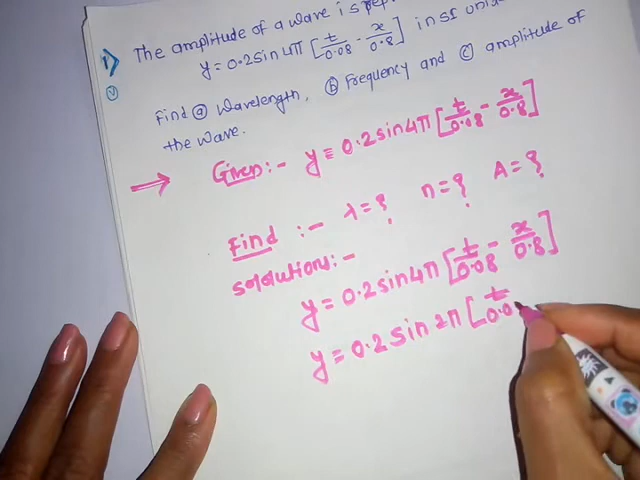 1) The amplitude of a wave is rep
y = 0.2 sin 4π [t/0.08 - x/0.8] in SI units
Find ⓐ Wavelength, ⓑ Frequency and ⓒ amplitude of
the wave.
→ Given:- y = 0.2 sin 4π [t/0.08 - x/0.8]
Find :- λ = ? n = ? A = ?
Solution:-
y = 0.2 sin 4π [t/0.08 - x/0.8]
y = 0.2 sin 2π [t/0.0